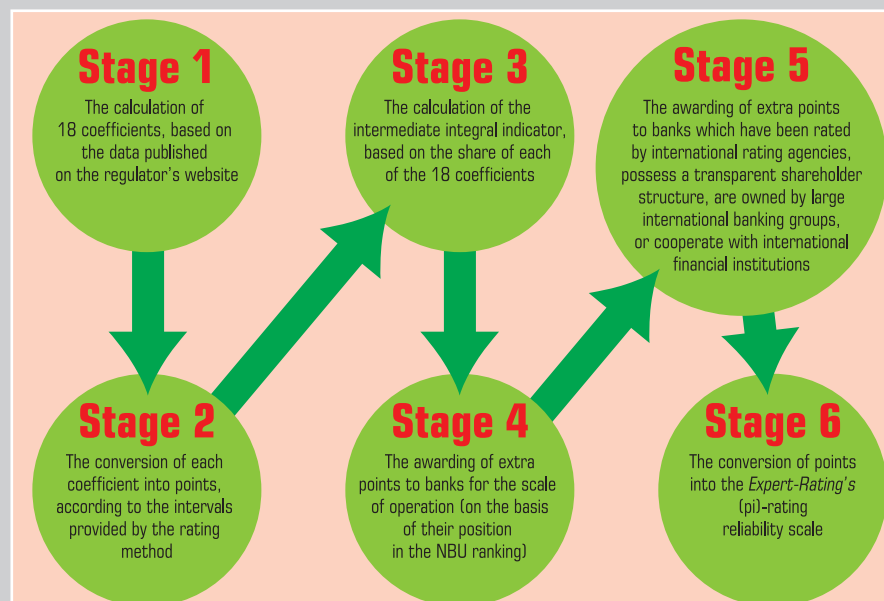 Stage 1
The calculation of
18 coefficients, based on
the data published
on the regulator's website
Stage 2
The conversion of each
coefficient into points,
according to the intervals
provided by the rating
method
Stage 3
The calculation of the
intermediate integral indicator,
based on the share of each
of the 18 coefficients
Stage 4
The awarding of extra
points to banks for the scale
of operation (on the basis
of their position
in the NBU ranking)
Stage 5
The awarding of extra points
to banks which have been rated
by international rating agencies,
possess a transparent shareholder
structure, are owned by large
international banking groups,
or cooperate with international
financial institutions
Stage 6
The conversion of points
into the Expert-Rating's
(pi)-rating
reliability scale